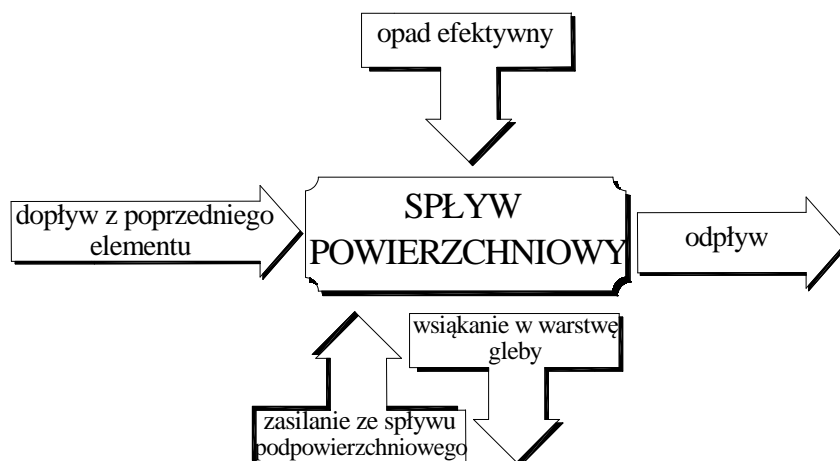 opad efektywny
dopływ z poprzedniego
elementu
SPŁYW
POWIERZCHNIOWY
odpływ
wsiąkanie w warstwę
gleby
zasilanie ze spływu
podpowierzchniowego